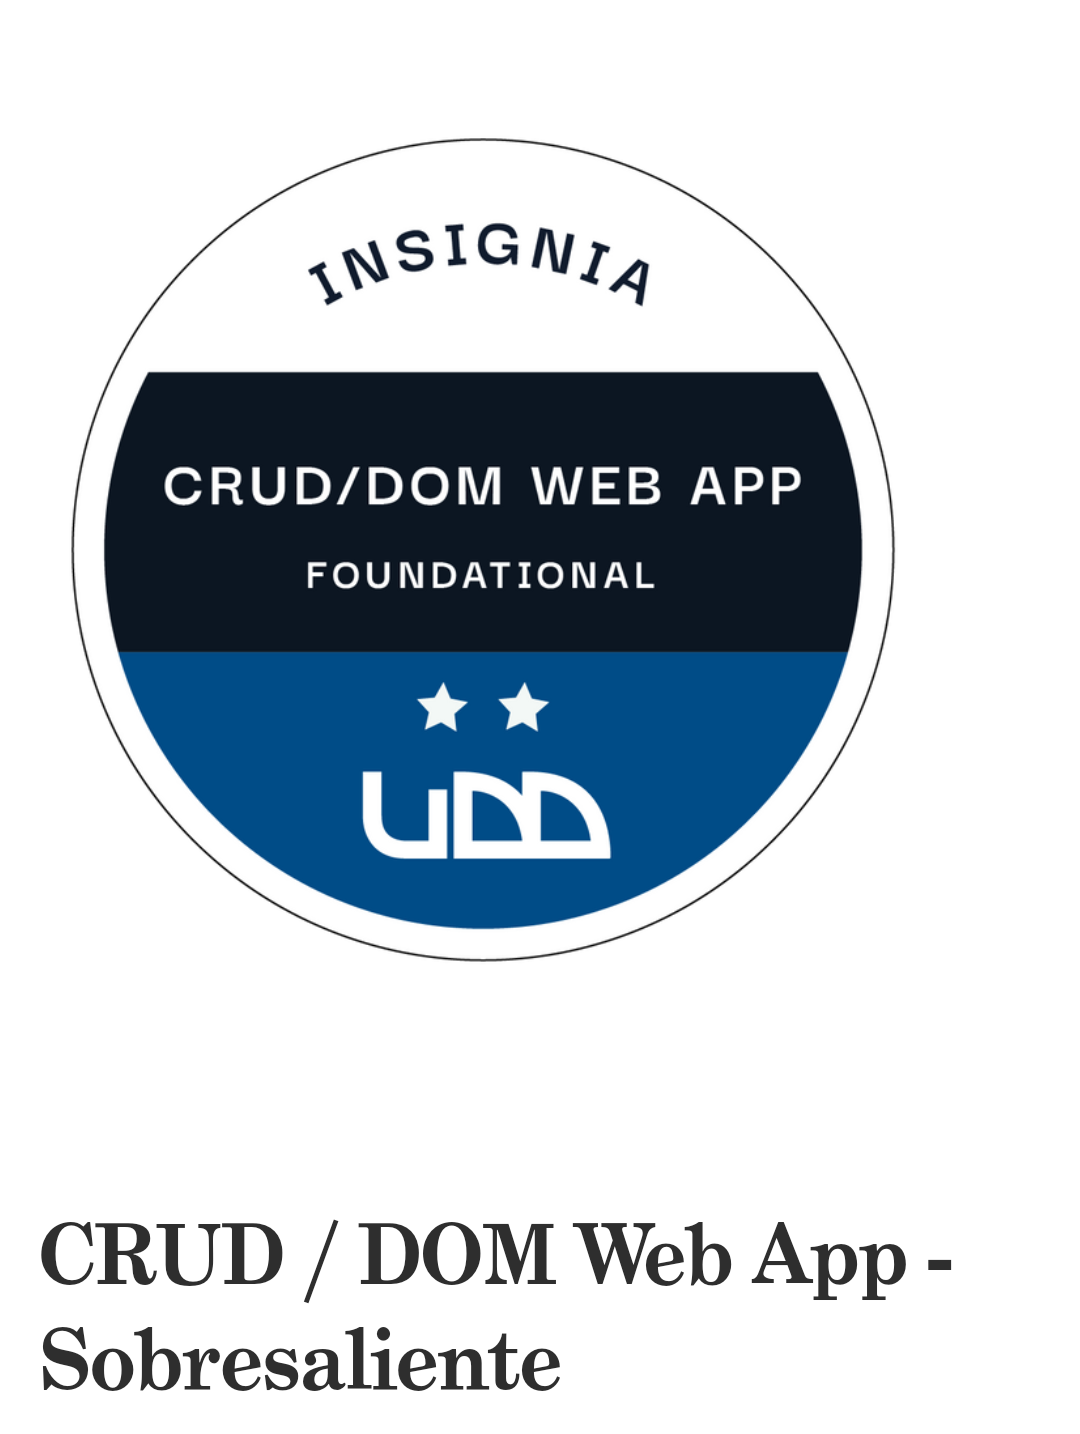 INSIGNIA
CRUD/DOM WEB APP
FOUNDATIONAL
UDD
CRUD / DOM Web App -
Sobresaliente